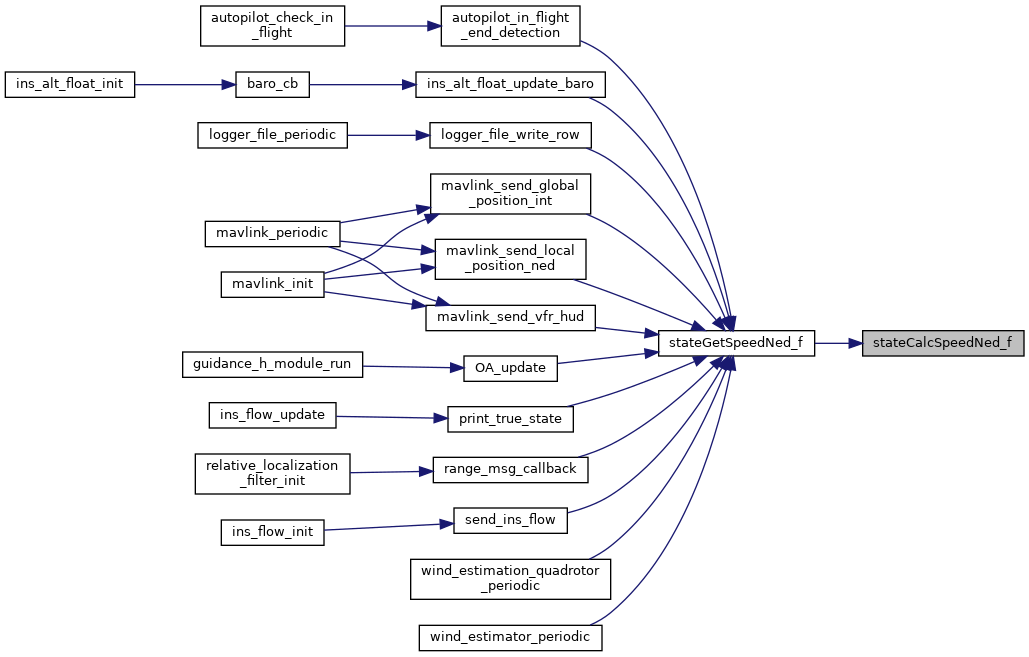 autopilot_check_in
_flight
autopilot_in_flight
_end_detection
ins_alt_float_init
baro_cb
ins_alt_float_update_baro
logger_file_periodic
logger_file_write_row
mavlink_send_global
_position_int
mavlink_periodic
mavlink_send_local
_position_ned
mavlink_init
mavlink_send_vfr_hud
stateGetSpeedNed_f
stateCalcSpeedNed_f
guidance_h_module_run
OA_update
ins_flow_update
print_true_state
relative_localization
_filter_init
range_msg_callback
ins_flow_init
send_ins_flow
wind_estimation_quadrotor
_periodic
wind_estimator_periodic